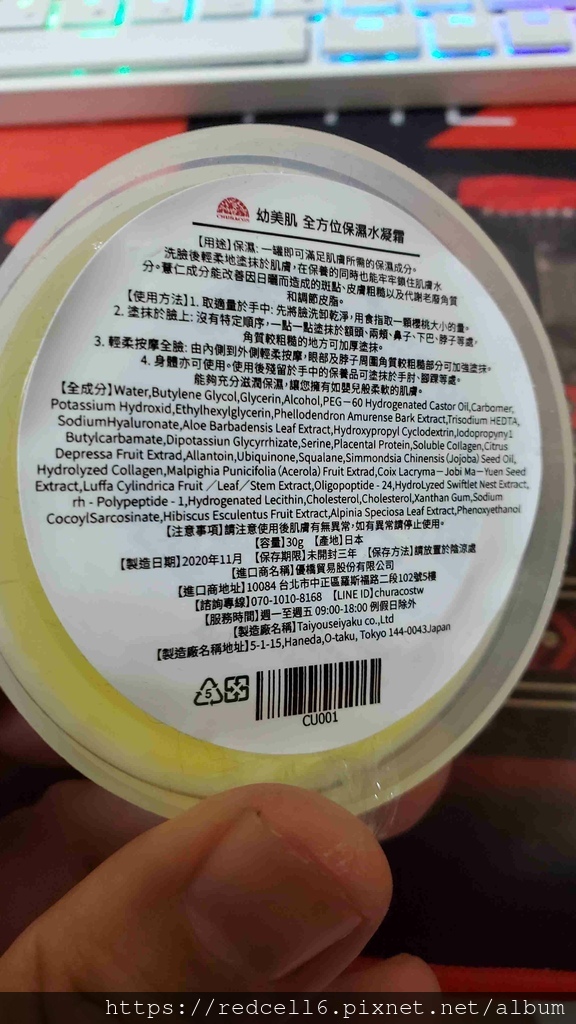 CHURACOS
幼美肌 全方位保濕水凝霜
【用途】保濕: 一罐即可滿足肌膚所需的保濕成分。
洗臉後輕柔地塗抹於肌膚,在保養的同時也能牢牢鎖住肌膚水
分。薏仁成分能改善因日曬而造成的斑點、皮膚粗糙以及代謝老廢角質
和調節皮脂。
【使用方法】1. 取適量於手中: 先將臉洗卸乾淨,用食指取一顆櫻桃大小的量。
2. 塗抹於臉上: 沒有特定順序,一點一點塗抹於額頭、兩頰、鼻子、下巴、脖子等處,
角質較粗糙的地方可加厚塗抹。
3. 輕柔按摩全臉: 由內側到外側輕柔按摩,眼部及脖子周圍角質較粗糙部分可加強塗抹。
4. 身體亦可使用。使用後殘留於手中的保養品可塗抹於手肘、腳踝等處。
能夠充分滋潤保濕,讓您擁有如嬰兒般柔軟的肌膚。
【全成分】Water,Butylene Glycol,Glycerin,Alcohol,PEG－60 Hydrogenated Castor Oil,Carbomer,
Potassium Hydroxid,Ethylhexylglycerin,Phellodendron Amurense Bark Extract,Trisodium HEDTA,
SodiumHyaluronate,Aloe Barbadensis Leaf Extract,Hydroxypropyl Cyclodextrin,Iodopropyny1
Butylcarbamate,Dipotassiun Glycyrrhizate,Serine,Placental Protein,Soluble Collagen,Citrus
Depressa Fruit Extrad,Allantoin,Ubiquinone,Squalane,Simmondsia Chinensis (Jojoba) Seed Oil,
Hydrolyzed Collagen,Malpighia Punicifolia (Acerola) Fruit Extrad,Coix Lacryma－Jobi Ma－Yuen Seed
Extract,Luffa Cylindrica Fruit／Leaf／Stem Extract,Oligopoptide - 24,HydroLyzed Swiftlet Nest Extract,
rh - Polypeptide - 1,Hydrogenated Lecithin,Cholesterol,Cholesterol,Xanthan Gum,Sodium
CocoylSarcosinate,Hibiscus Esculentus Fruit Extract,Alpinia Speciosa Leaf Extract,Phenoxyethanol
【注意事項】請注意使用後肌膚有無異常,如有異常請停止使用。
【容量】30g 【產地】日本
【製造日期】2020年11月 【保存期限】未開封三年 【保存方法】請放置於陰涼處
【進口商名稱】優橋貿易股份有限公司
【進口商地址】10084 台北市中正區羅斯福路二段102號5樓
【諮詢專線】070-1010-8168 【LINE ID】churacostw
【服務時間】週一至週五 09:00-18:00 例假日除外
【製造廠名稱】Taiyouseiyaku co.,Ltd
【製造廠名稱地址】5-1-15,Haneda,O-taku, Tokyo 144-0043Japan
5
CU001
https://redcell6.pixnet.net/album